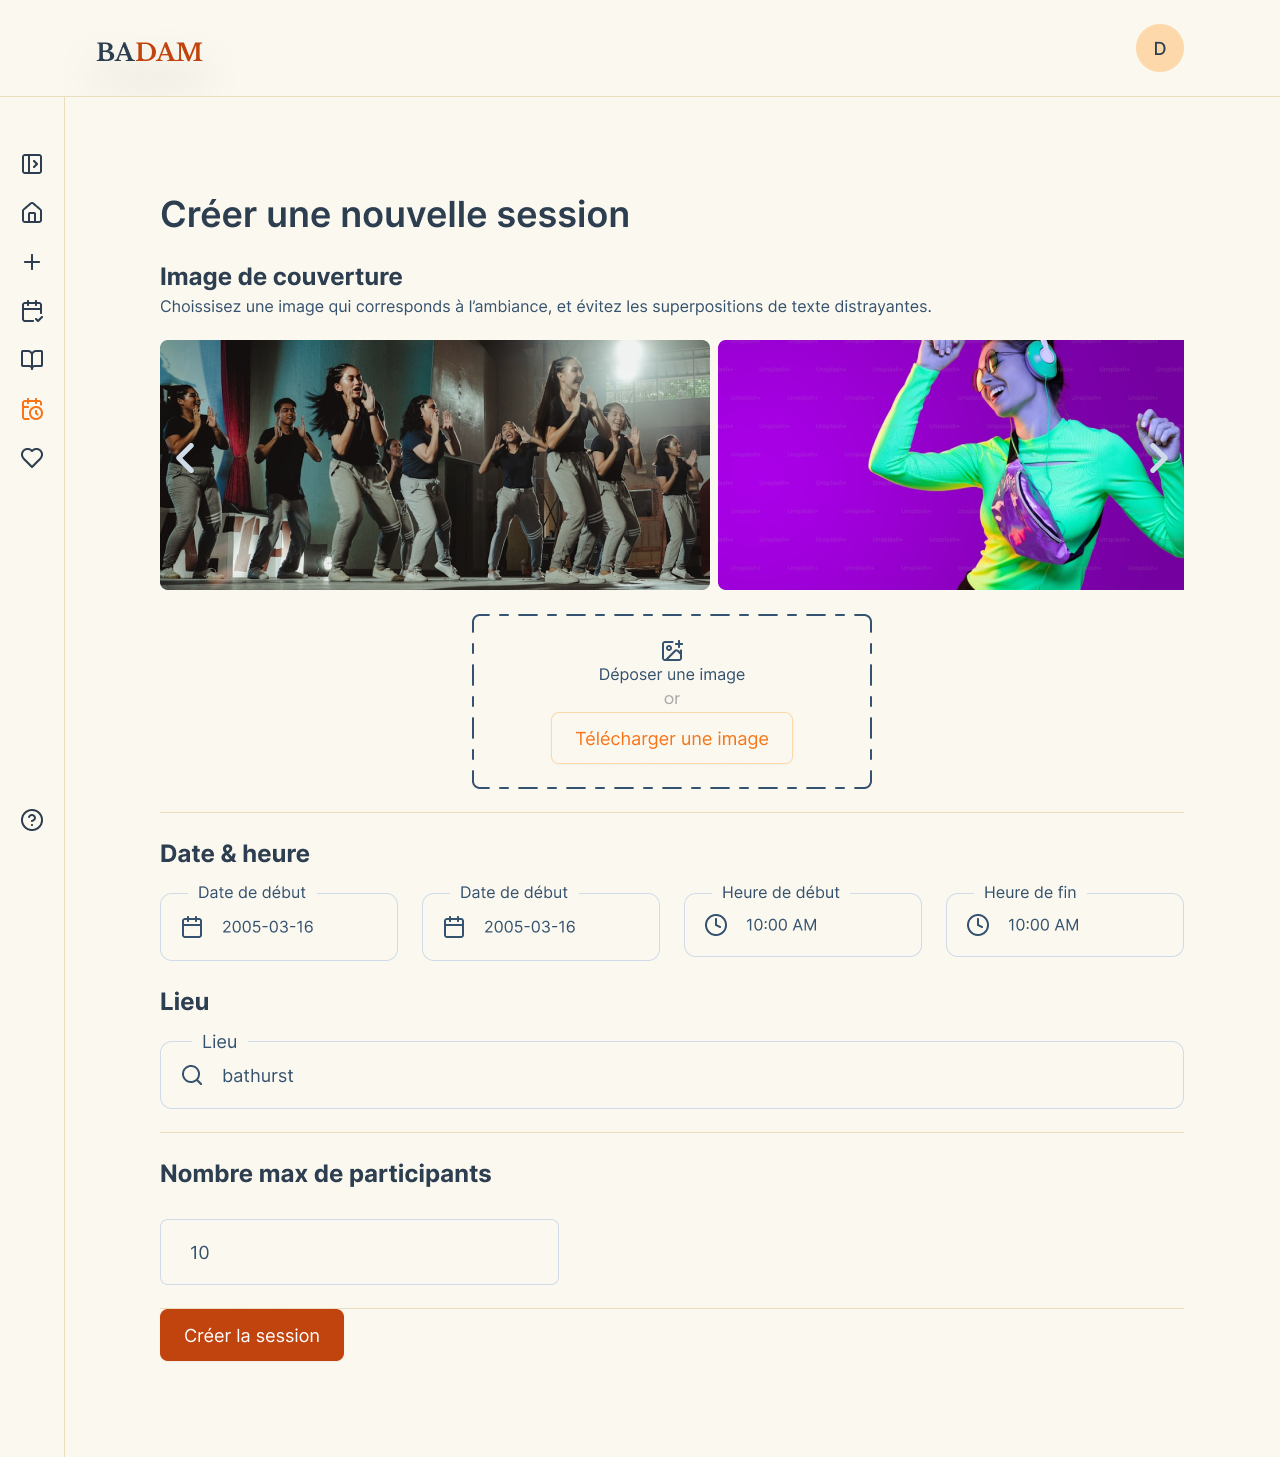 BADAM
D
Créer une nouvelle session
Image de couverture
Choissisez une image qui corresponds à l’ambiance, et évitez les superpositions de texte distrayantes.
Déposer une image
or
Télécharger une image
Date & heure
Date de début
Date de début
Heure de début
Heure de fin
2005-03-16
2005-03-16
10:00 AM
10:00 AM
Lieu
Lieu
bathurst
Nombre max de participants
10
Créer la session